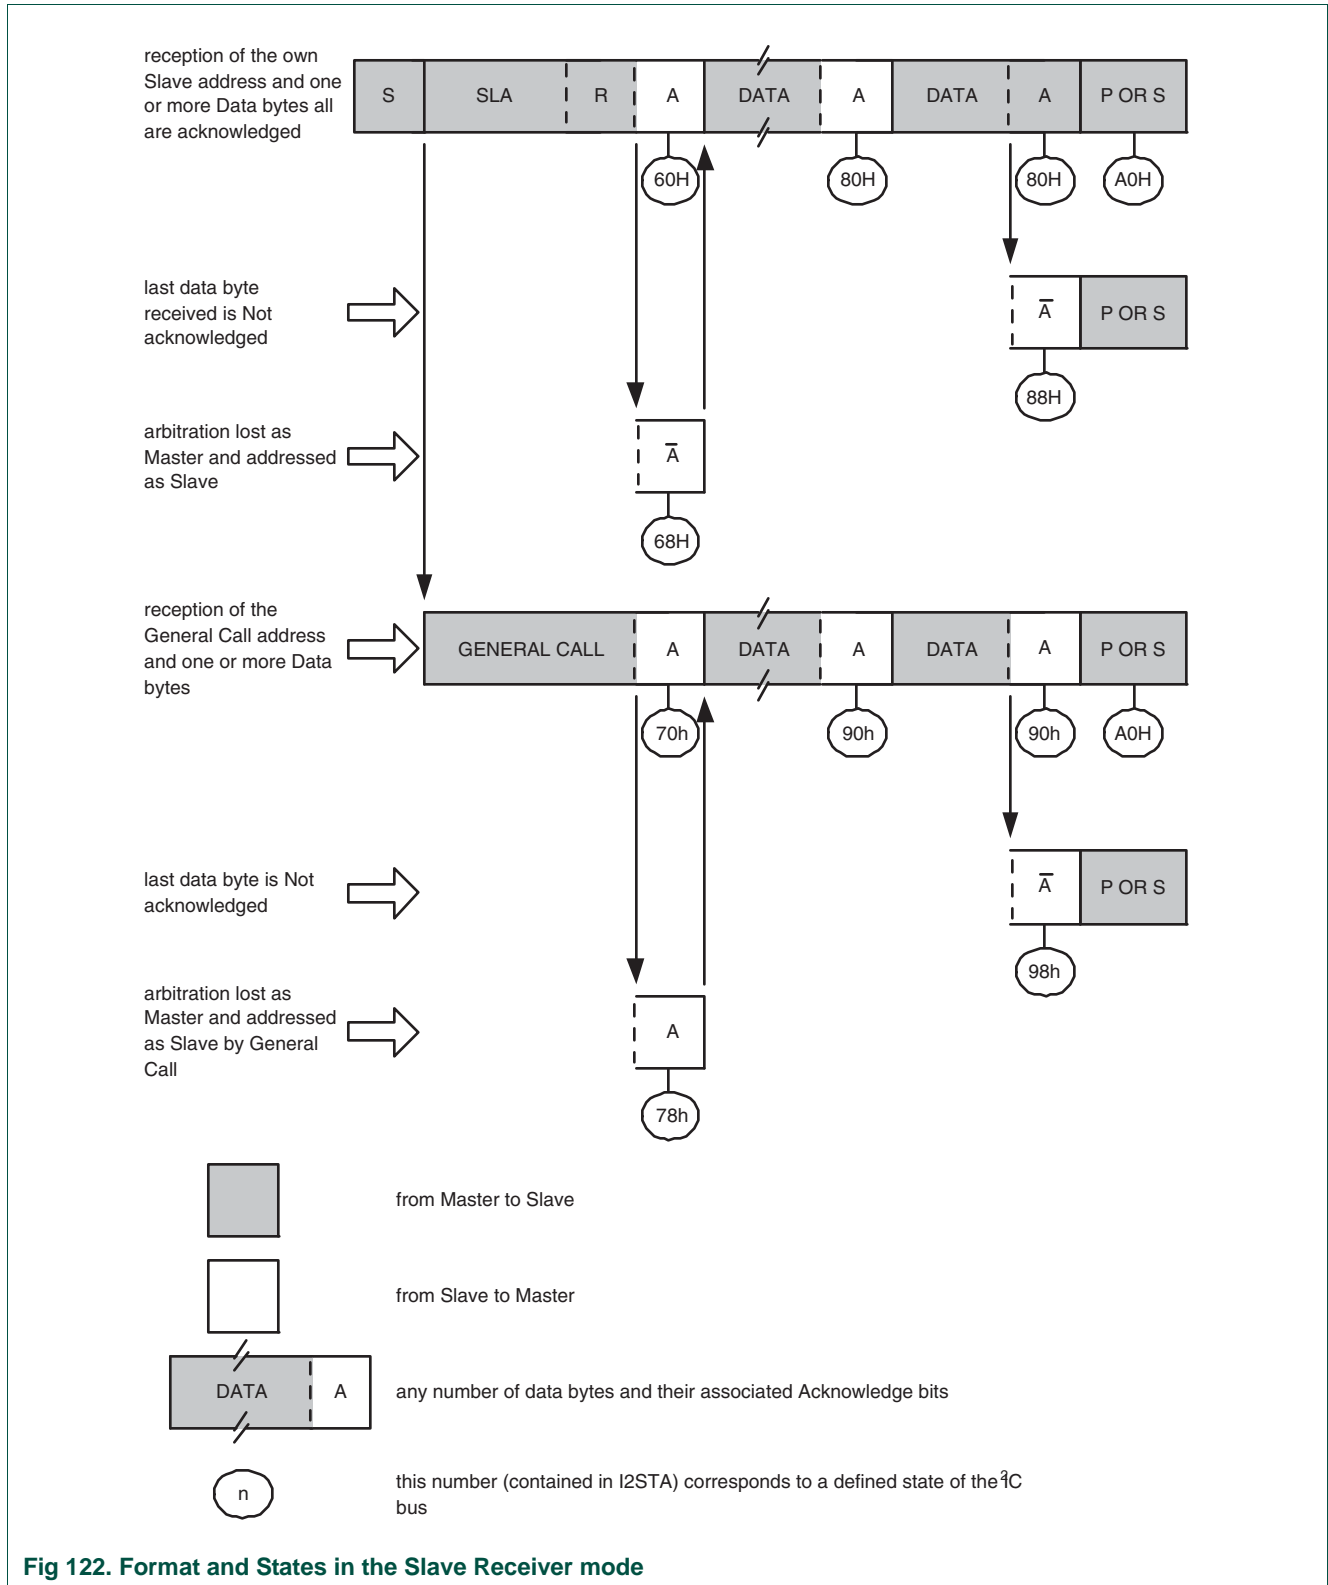 reception of the own
Slave address and one
or more Data bytes all
are acknowledged
S SLA R A DATA A DATA A P OR S
60H 80H 80H A0H
last data byte
received is Not
acknowledged
A̅ P OR S
88H
arbitration lost as
Master and addressed
as Slave
A̅
68H
reception of the
General Call address
and one or more Data
bytes
GENERAL CALL A DATA A DATA A P OR S
70h 90h 90h A0H
last data byte is Not
acknowledged
A̅ P OR S
98h
arbitration lost as
Master and addressed
as Slave by General
Call
A
78h
from Master to Slave
from Slave to Master
DATA A any number of data bytes and their associated Acknowledge bits
n this number (contained in I2STA) corresponds to a defined state of the I²C
bus
Fig 122. Format and States in the Slave Receiver mode